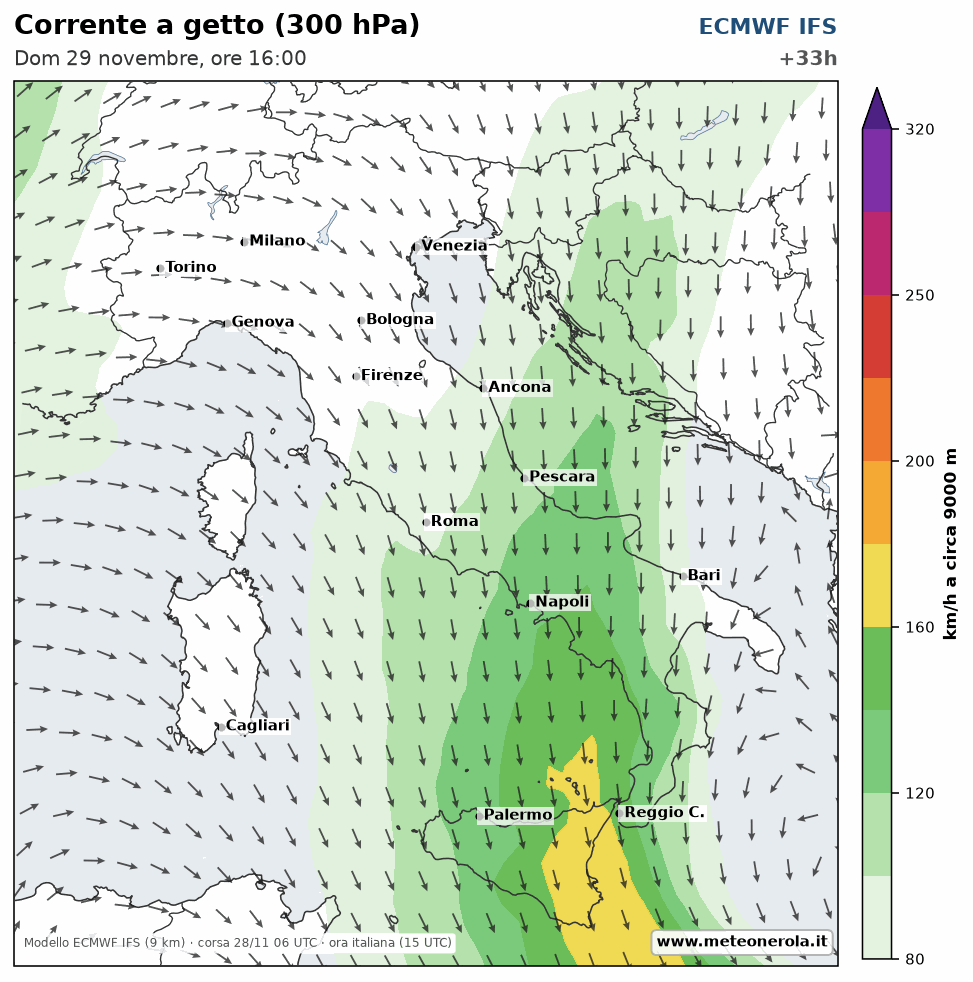 Corrente a getto (300 hPa)
ECMWF IFS
Dom 29 novembre, ore 16:00
+33h
Milano
Venezia
Torino
Genova
Bologna
Firenze
Ancona
Pescara
Roma
Bari
Napoli
Cagliari
Palermo
Reggio C.
320
250
200
160
120
80
km/h a circa 9000 m
Modello ECMWF IFS (9 km) · corsa 28/11 06 UTC · ora italiana (15 UTC)
www.meteonerola.it